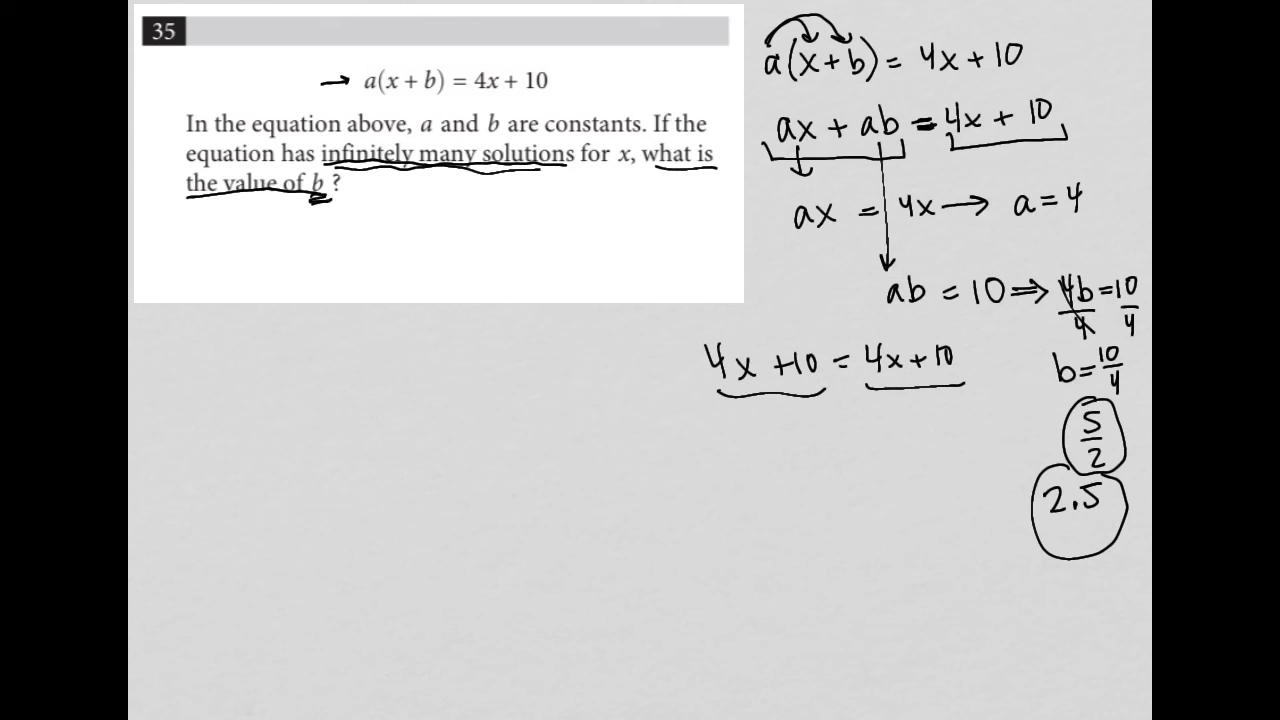 35
→ a(x + b) = 4x + 10
In the equation above, a and b are constants. If the
equation has infinitely many solutions for x, what is
the value of b ?
a(x+b) = 4x+10
ax + ab = 4x + 10
ax = 4x → a=4
ab = 10 ⇒ 4b/4 = 10/4
4x +10 = 4x+10
b = 10/4
5/2
2.5